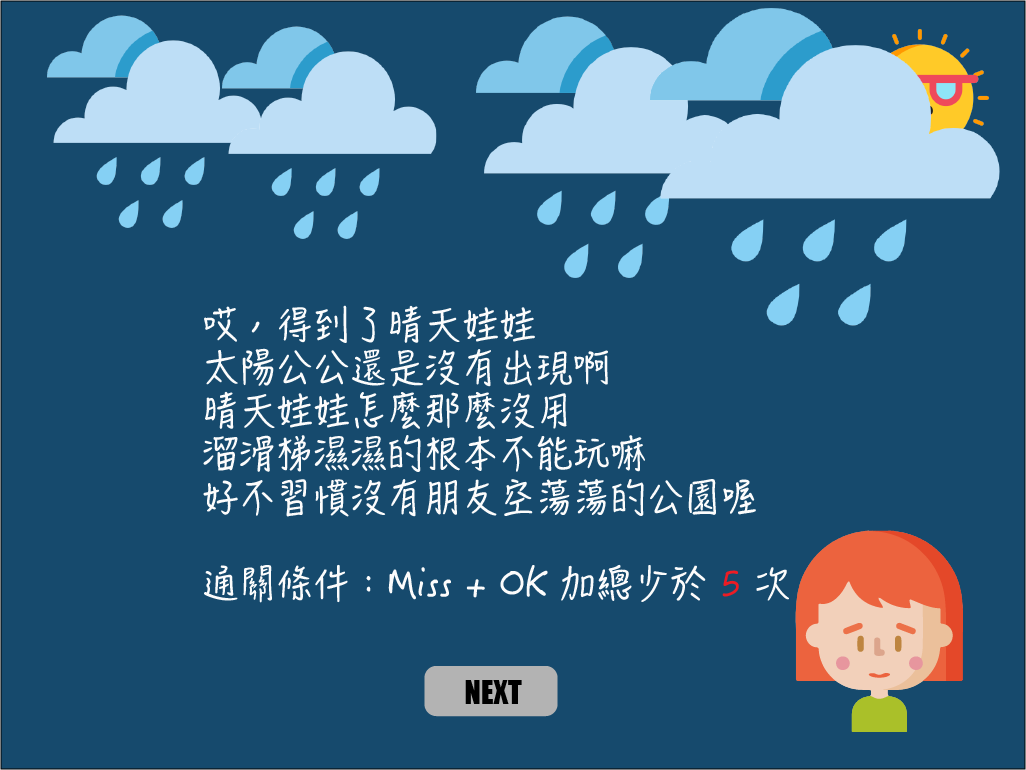 哎，得到了晴天娃娃
太陽公公還是沒有出現啊
晴天娃娃怎麼那麼沒用
溜滑梯濕濕的根本不能玩嘛
好不習慣沒有朋友空蕩蕩的公園喔
通關條件：Miss + OK 加總少於 5 次
NEXT